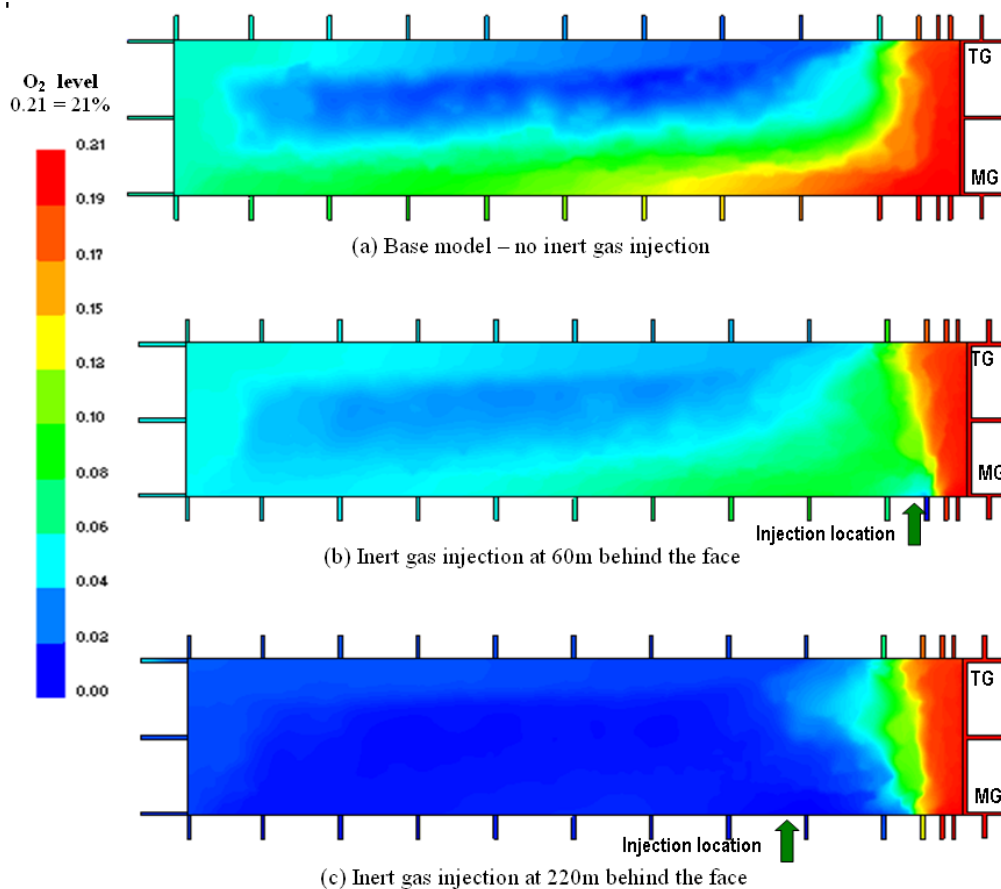 O₂ level
0.21 = 21%
0.21
0.19
0.17
0.15
0.12
0.10
0.08
0.06
0.04
0.02
0.00
TG
MG
(a) Base model – no inert gas injection
TG
MG
Injection location
(b) Inert gas injection at 60m behind the face
TG
MG
Injection location
(c) Inert gas injection at 220m behind the face